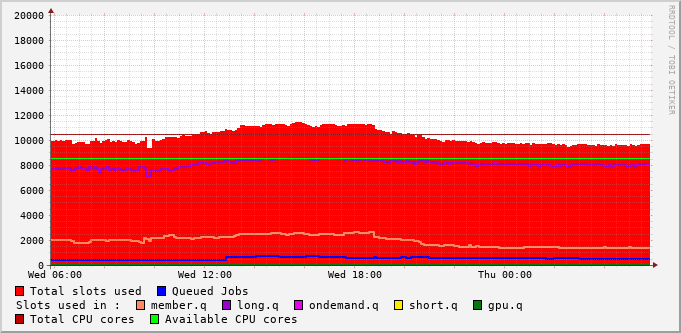 RRDTOOL / TOBI OETIKER
20000
18000
16000
14000
12000
10000
8000
6000
4000
2000
0
Wed 06:00 Wed 12:00 Wed 18:00 Thu 00:00
Total slots used Queued Jobs
Slots used in : member.q long.q ondemand.q short.q gpu.q
Total CPU cores Available CPU cores